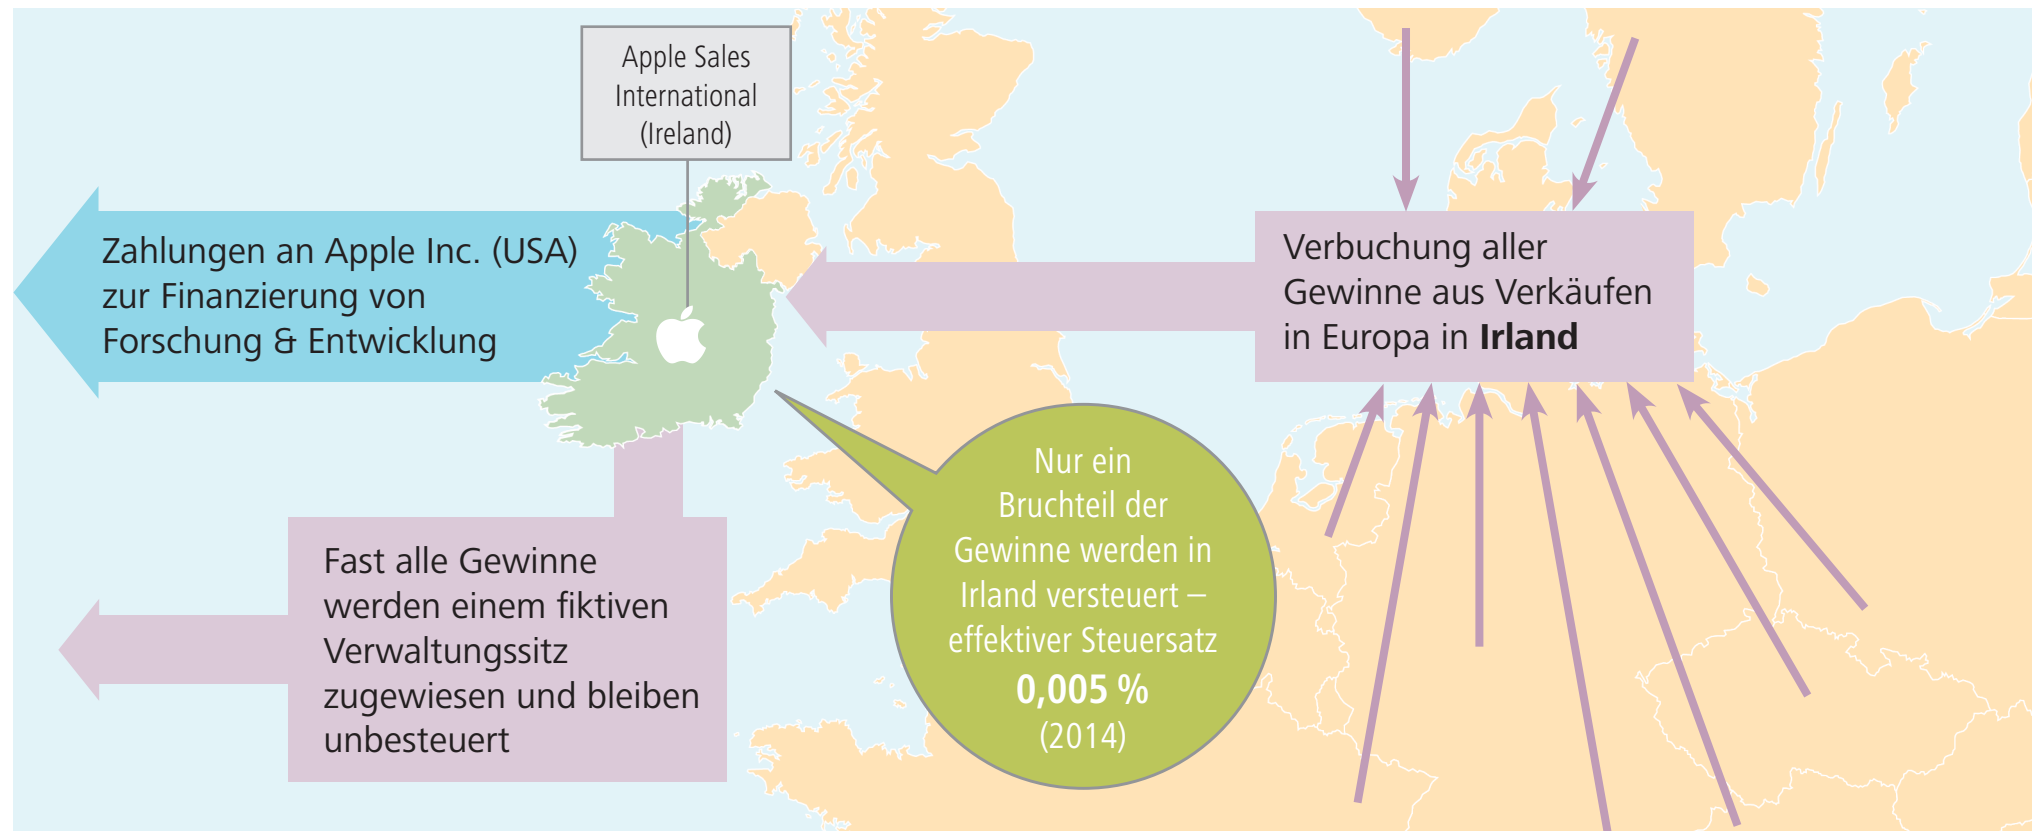 Apple Sales
International
(Ireland)
Zahlungen an Apple Inc. (USA)
zur Finanzierung von
Forschung & Entwicklung
Verbuchung aller
Gewinne aus Verkäufen
in Europa in Irland
Nur ein
Bruchteil der
Gewinne werden in
Irland versteuert –
effektiver Steuersatz
0,005 %
(2014)
Fast alle Gewinne
werden einem fiktiven
Verwaltungssitz
zugewiesen und bleiben
unbesteuert